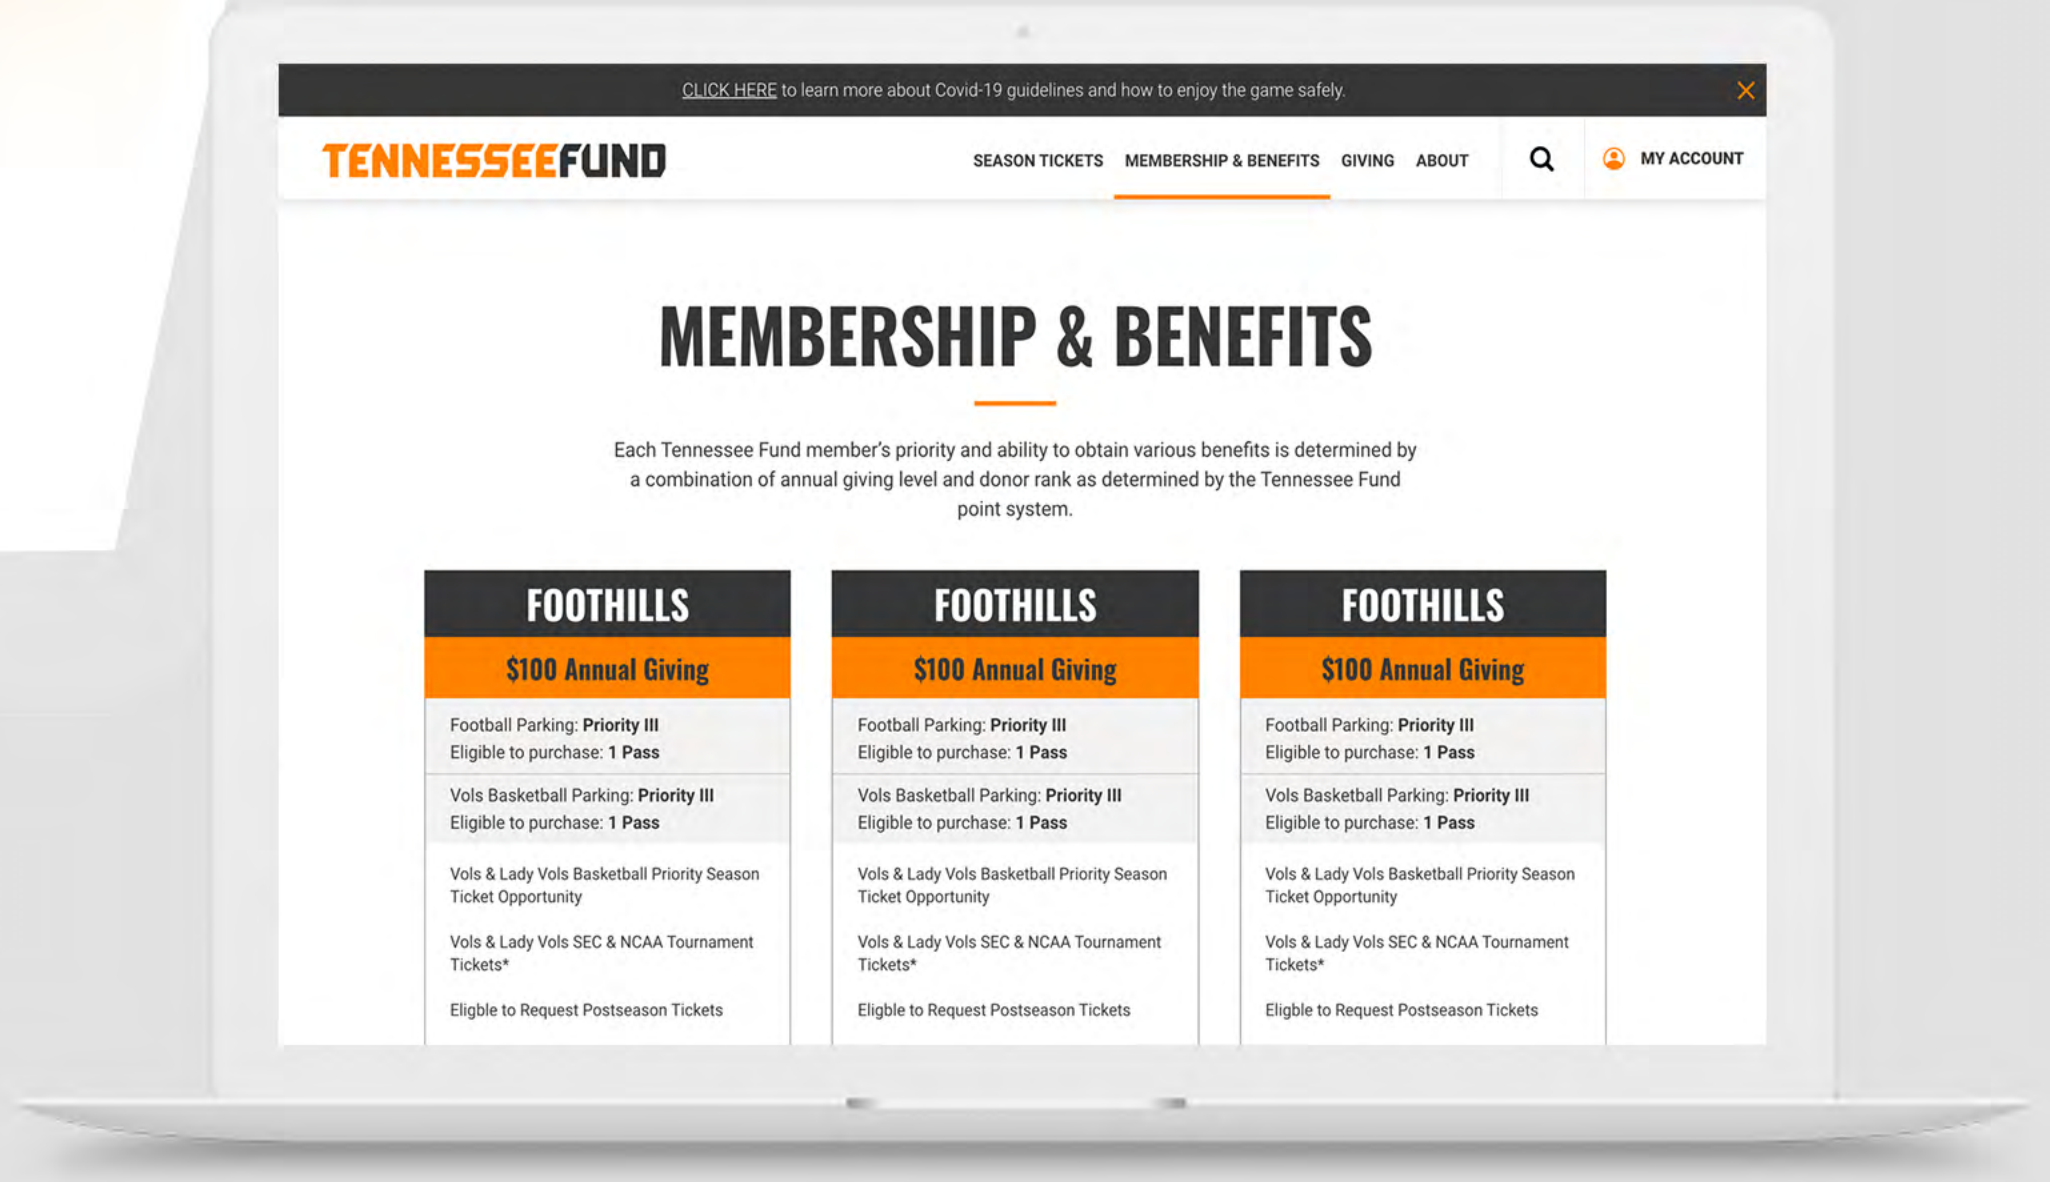 CLICK HERE to learn more about Covid-19 guidelines and how to enjoy the game safely.
TENNESSEEFUND
SEASON TICKETS MEMBERSHIP & BENEFITS GIVING ABOUT MY ACCOUNT
MEMBERSHIP & BENEFITS
Each Tennessee Fund member's priority and ability to obtain various benefits is determined by
a combination of annual giving level and donor rank as determined by the Tennessee Fund
point system.
FOOTHILLS
$100 Annual Giving
Football Parking: Priority III
Eligible to purchase: 1 Pass
Vols Basketball Parking: Priority III
Eligible to purchase: 1 Pass
Vols & Lady Vols Basketball Priority Season
Ticket Opportunity
Vols & Lady Vols SEC & NCAA Tournament
Tickets*
Eligble to Request Postseason Tickets
FOOTHILLS
$100 Annual Giving
Football Parking: Priority III
Eligible to purchase: 1 Pass
Vols Basketball Parking: Priority III
Eligible to purchase: 1 Pass
Vols & Lady Vols Basketball Priority Season
Ticket Opportunity
Vols & Lady Vols SEC & NCAA Tournament
Tickets*
Eligble to Request Postseason Tickets
FOOTHILLS
$100 Annual Giving
Football Parking: Priority III
Eligible to purchase: 1 Pass
Vols Basketball Parking: Priority III
Eligible to purchase: 1 Pass
Vols & Lady Vols Basketball Priority Season
Ticket Opportunity
Vols & Lady Vols SEC & NCAA Tournament
Tickets*
Eligble to Request Postseason Tickets